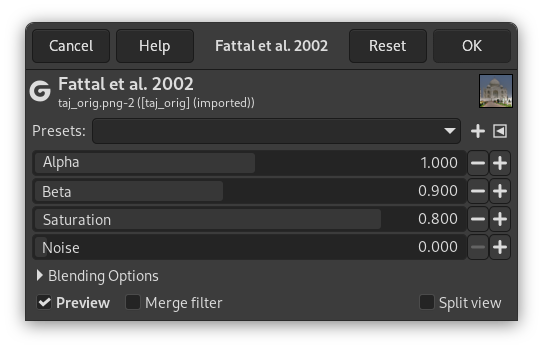 Cancel Help Fattal et al. 2002 Reset OK
Fattal et al. 2002
taj_orig.png-2 ([taj_orig] (imported))
Presets:
Alpha 1.000
Beta 0.900
Saturation 0.800
Noise 0.000
Blending Options
Preview Merge filter Split view